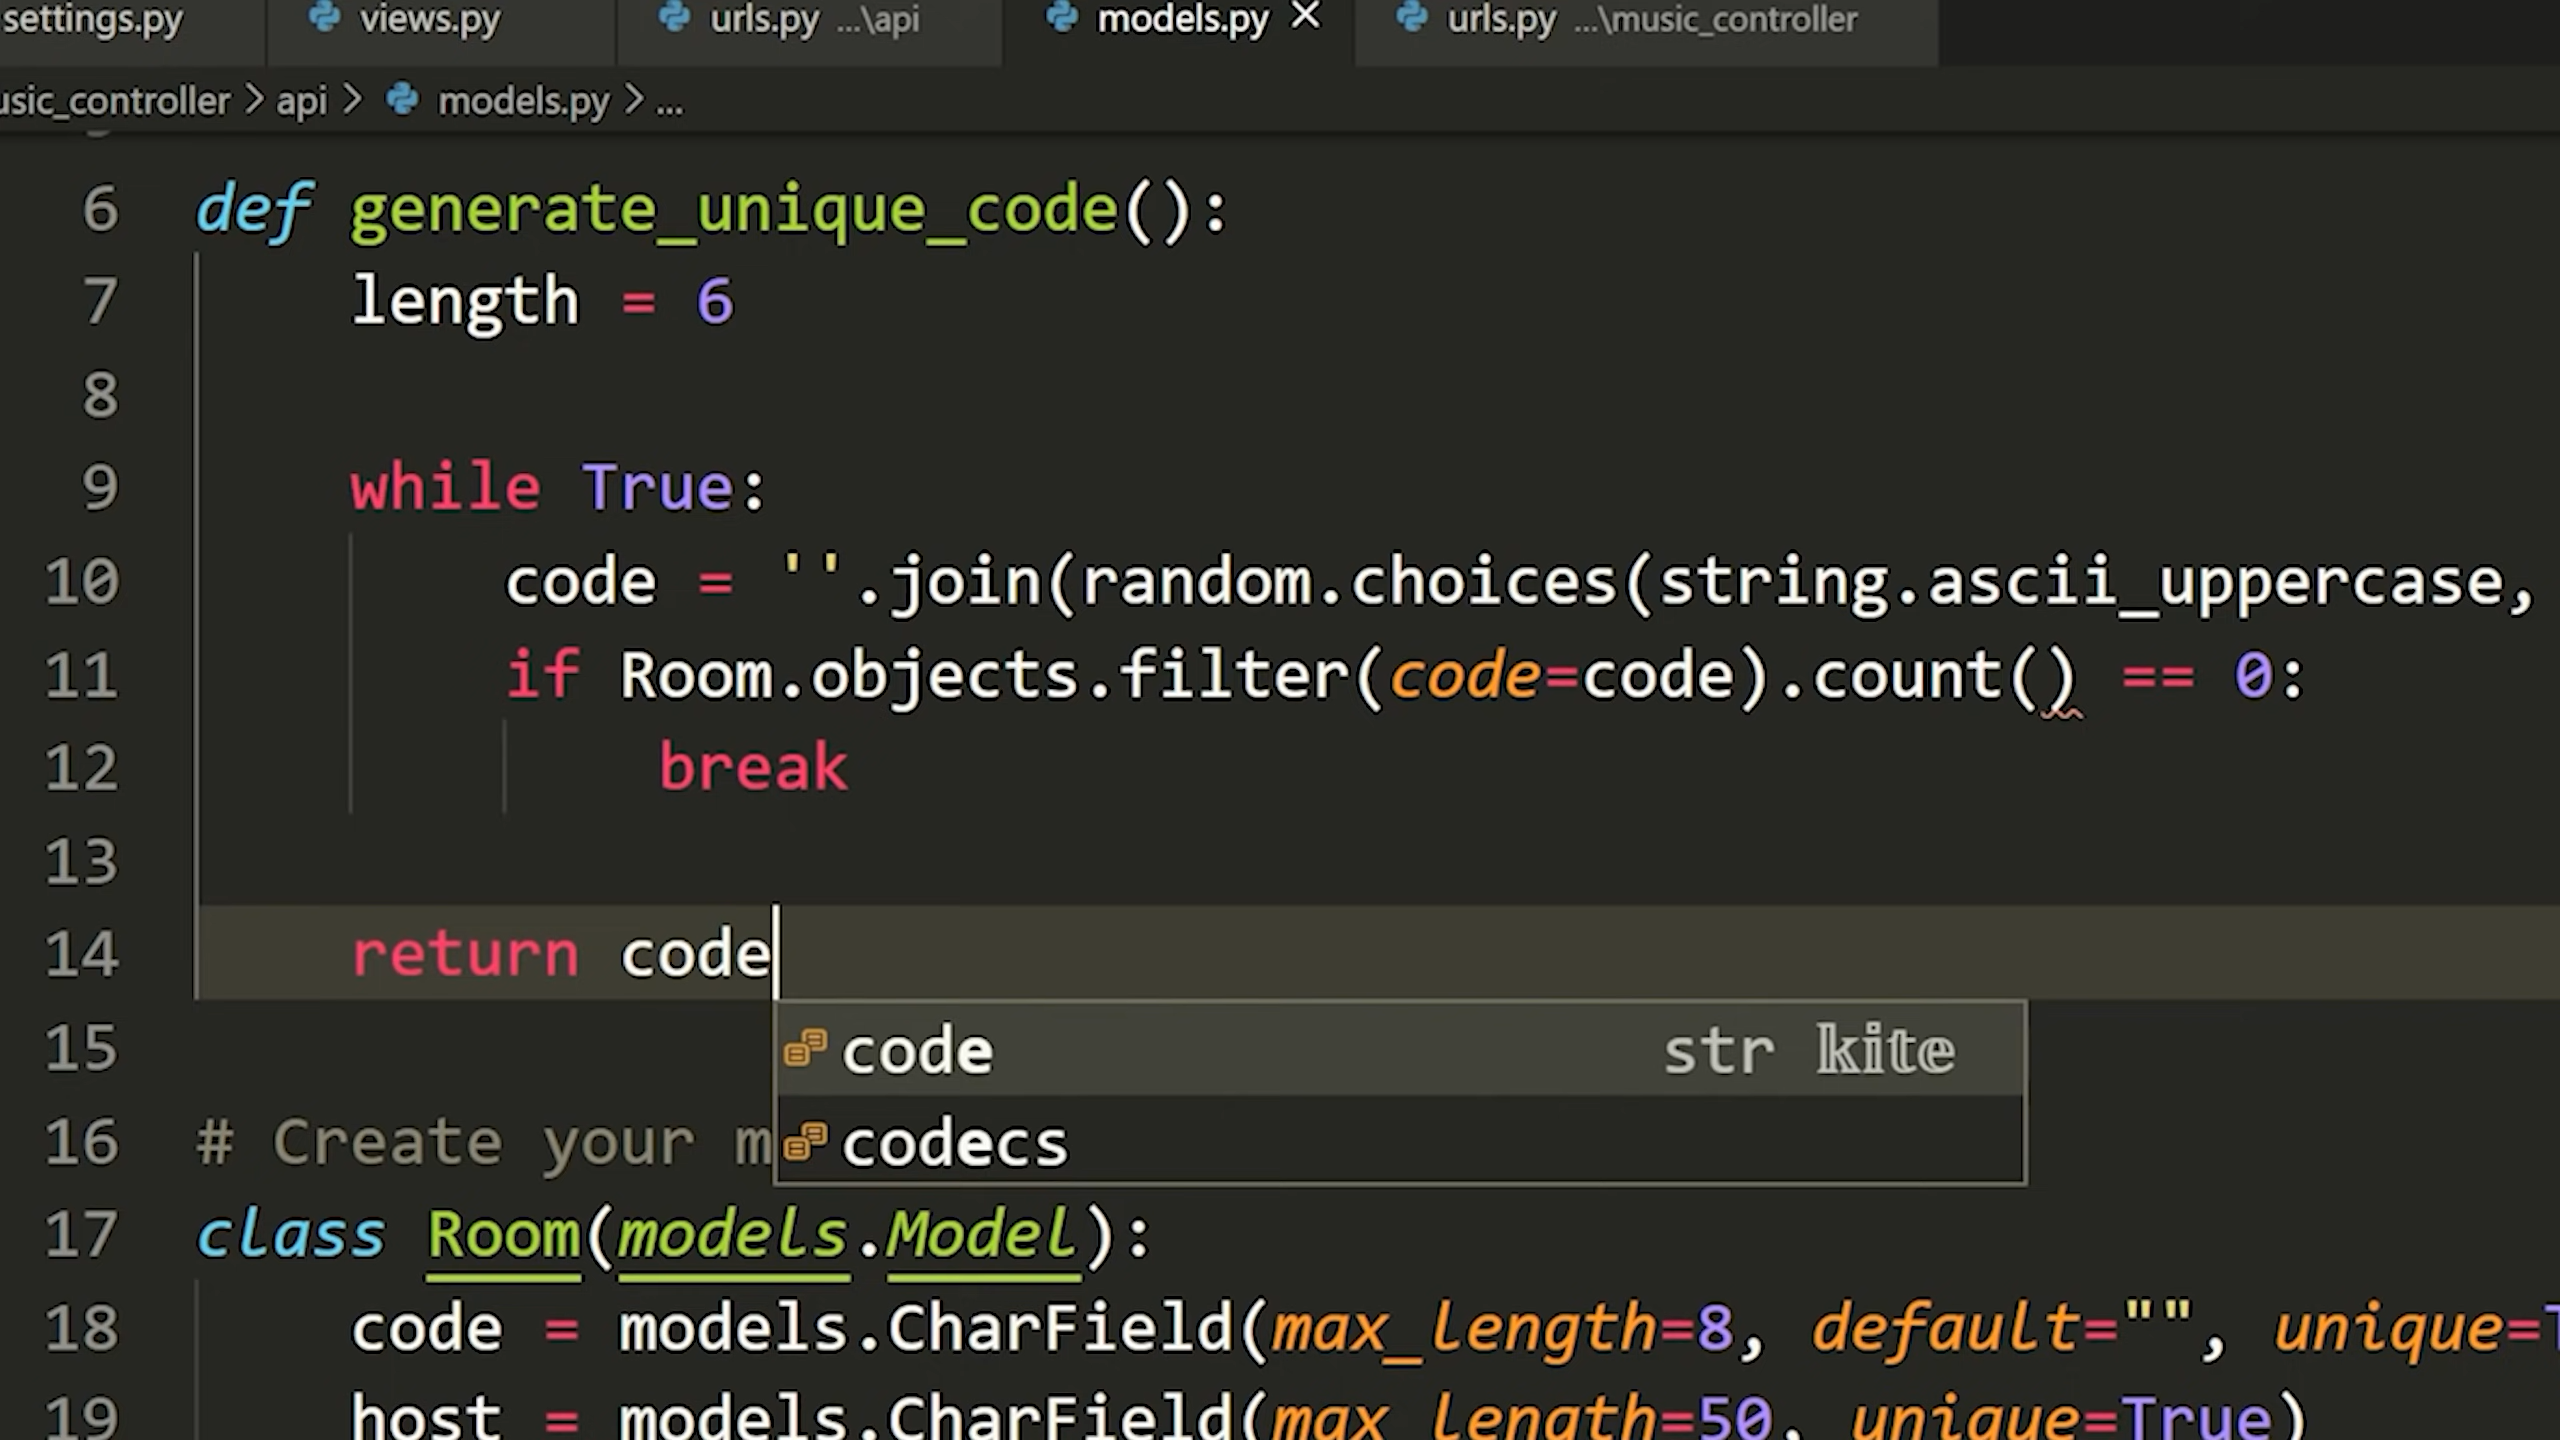 settings.py views.py urls.py ...\api models.py × urls.py ...\music_controller
usic_controller > api > models.py > ...
6 def generate_unique_code():
7 length = 6
8
9 while True:
10 code = ''.join(random.choices(string.ascii_uppercase,
11 if Room.objects.filter(code=code).count() == 0:
12 break
13
14 return code
15 code str kite
16 # Create your m codecs
17 class Room(models.Model):
18 code = models.CharField(max_length=8, default="", unique=T
19 host = models.CharField(max_length=50, unique=True)